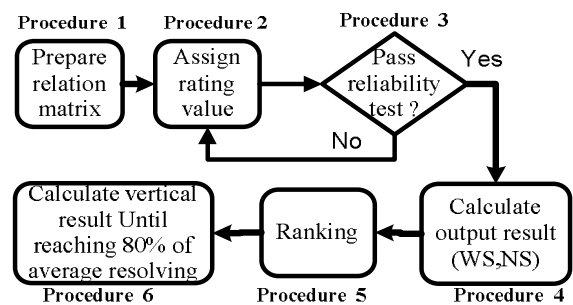 Procedure 1
Procedure 2
Procedure 3
Prepare
relation
matrix
Assign
rating
value
Pass
reliability
test ?
Yes
No
Calculate vertical
result Until
reaching 80% of
average resolving
Ranking
Calculate
output result
(WS,NS)
Procedure 6
Procedure 5
Procedure 4